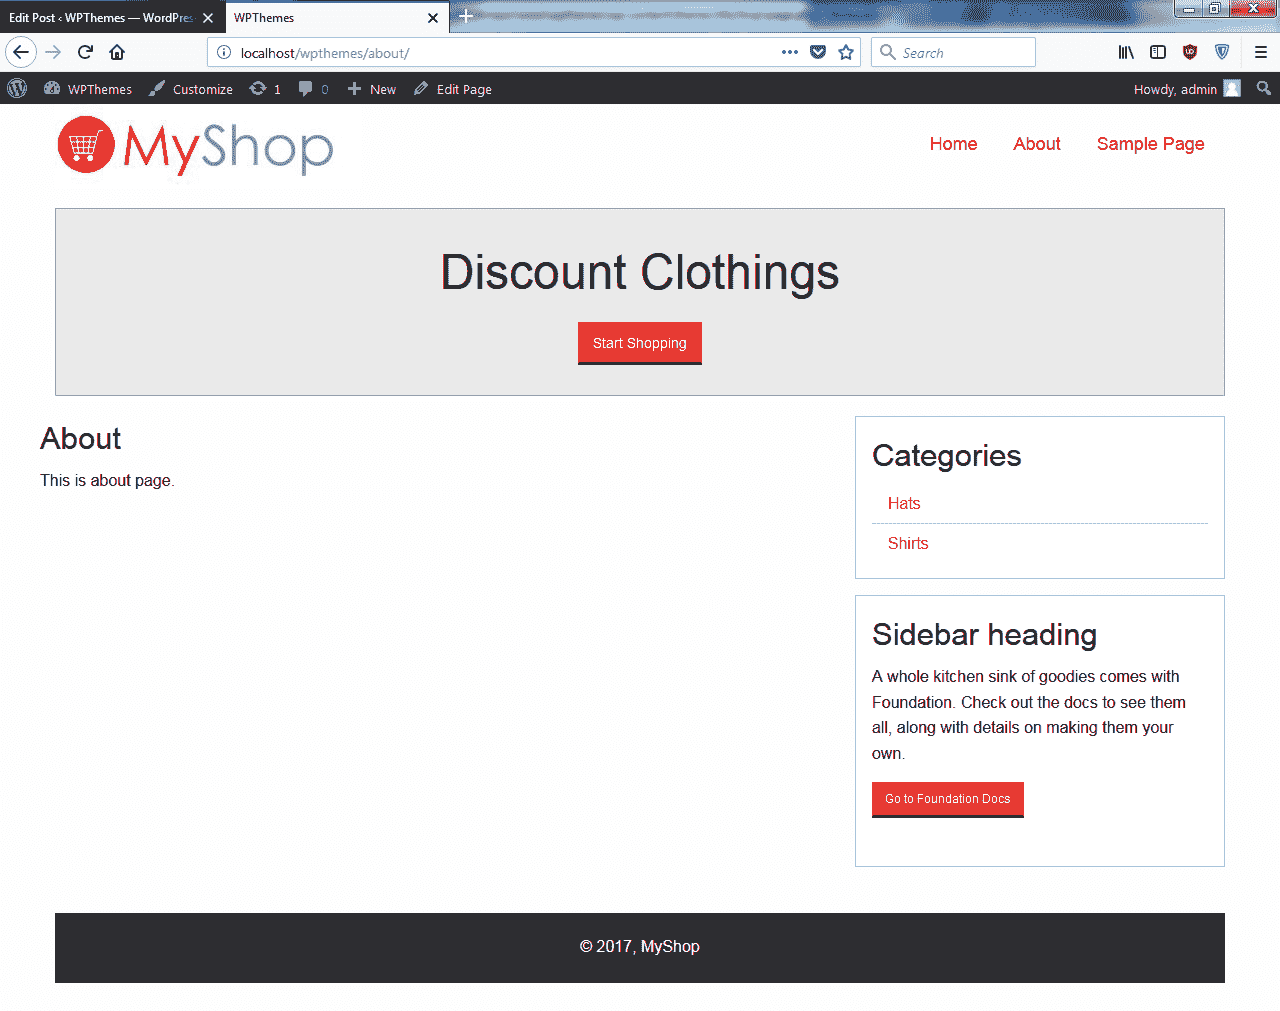 Edit Post ‹ WPThemes — WordPres
WPThemes
localhost/wpthemes/about/
Search
WPThemes
Customize
1
0
New
Edit Page
Howdy, admin
MyShop
Home
About
Sample Page
Discount Clothings
Start Shopping
About
This is about page.
Categories
Hats
Shirts
Sidebar heading
A whole kitchen sink of goodies comes with
Foundation. Check out the docs to see them
all, along with details on making them your
own.
Go to Foundation Docs
© 2017, MyShop